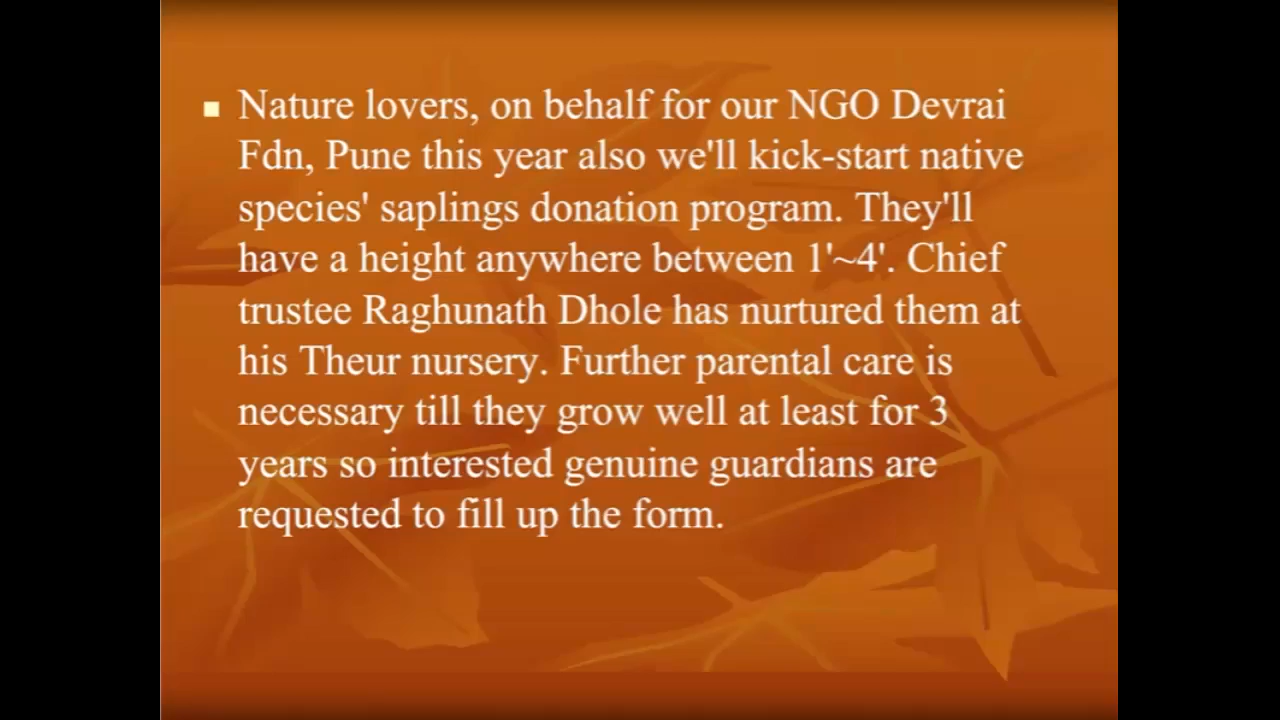 Nature lovers, on behalf for our NGO Devrai
Fdn, Pune this year also we'll kick-start native
species' saplings donation program. They'll
have a height anywhere between 1'~4'. Chief
trustee Raghunath Dhole has nurtured them at
his Theur nursery. Further parental care is
necessary till they grow well at least for 3
years so interested genuine guardians are
requested to fill up the form.